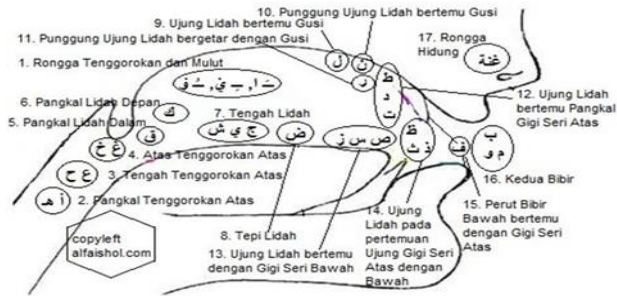 10. Punggung Ujung Lidah bertemu Gusi
9. Ujung Lidah bertemu Gusi
11. Punggung Ujung Lidah bergetar dengan Gusi
ل
ن
ر
17. Rongga
Hidung
غنة
1. Rongga Tenggorokan dan Mulut
ـَ ا , ـِ ي , ـُ و
ط
د
ت
12. Ujung Lidah
bertemu Pangkal
Gigi Seri Atas
6. Pangkal Lidah Depan
ك
5. Pangkal Lidah Dalam
ق
7. Tengah Lidah
ج ي ش
ض
ص س ز
ظ
ذ ث
ف
ب
م و
غ خ
4. Atas Tenggorokan Atas
ع ح
3. Tengah Tenggorokan Atas
أ هـ
2. Pangkal Tenggorokan Atas
16. Kedua Bibir
15. Perut Bibir
Bawah bertemu
dengan Gigi Seri
Atas
14. Ujung
Lidah pada
pertemuan
Ujung Gigi Seri
Atas dengan
Bawah
8. Tepi Lidah
13. Ujung Lidah bertemu
dengan Gigi Seri Bawah
copyleft
alfaishol.com